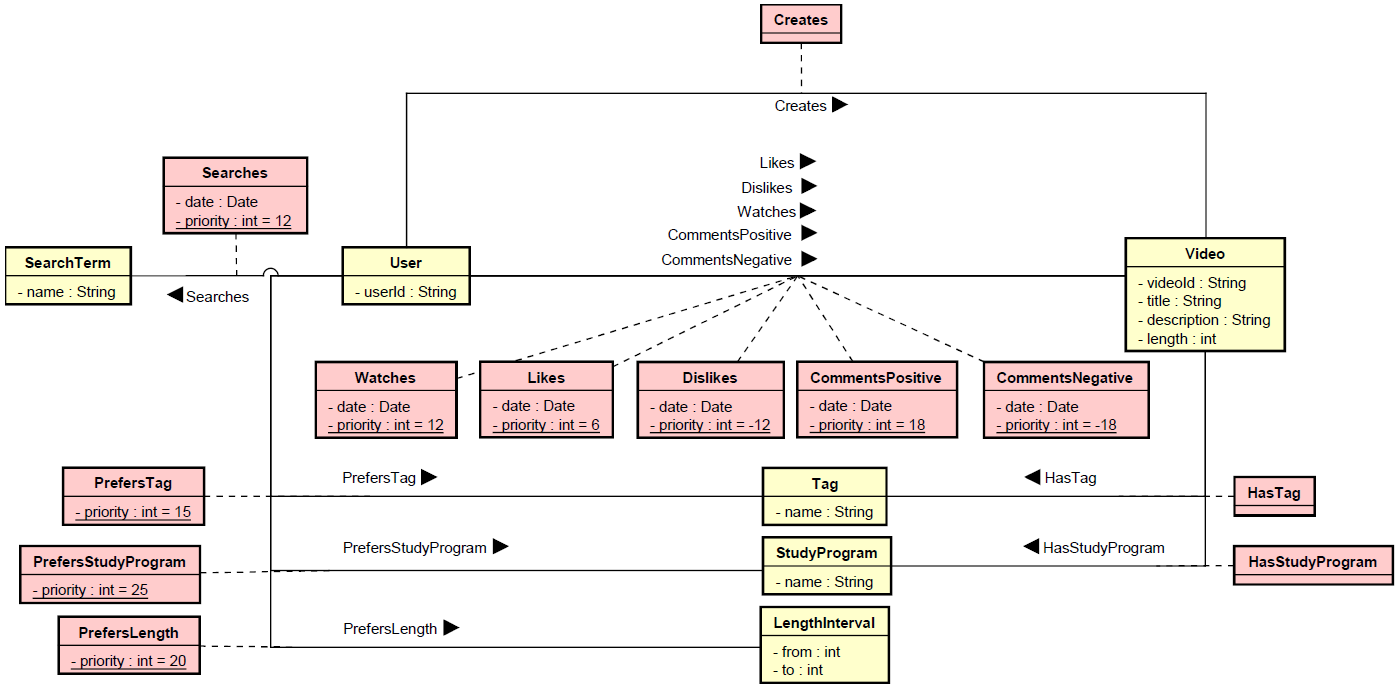 Creates
Creates
Likes
Dislikes
Watches
CommentsPositive
CommentsNegative
Searches
- date : Date
- priority : int = 12
SearchTerm
- name : String
Searches
User
- userId : String
Video
- videoId : String
- title : String
- description : String
- length : int
Watches
- date : Date
- priority : int = 12
Likes
- date : Date
- priority : int = 6
Dislikes
- date : Date
- priority : int = -12
CommentsPositive
- date : Date
- priority : int = 18
CommentsNegative
- date : Date
- priority : int = -18
PrefersTag
- priority : int = 15
PrefersTag
Tag
- name : String
HasTag
HasTag
PrefersStudyProgram
- priority : int = 25
PrefersStudyProgram
StudyProgram
- name : String
HasStudyProgram
HasStudyProgram
PrefersLength
- priority : int = 20
PrefersLength
LengthInterval
- from : int
- to : int